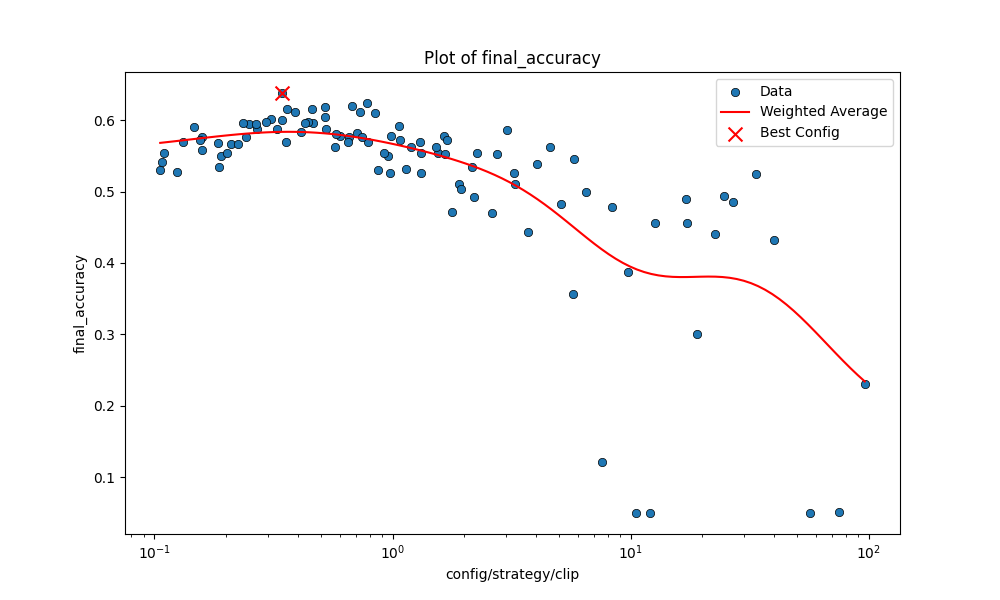 Plot of final_accuracy
Data
Weighted Average
Best Config
final_accuracy
0.6
0.5
0.4
0.3
0.2
0.1
10⁻¹ 10⁰ 10¹ 10²
config/strategy/clip